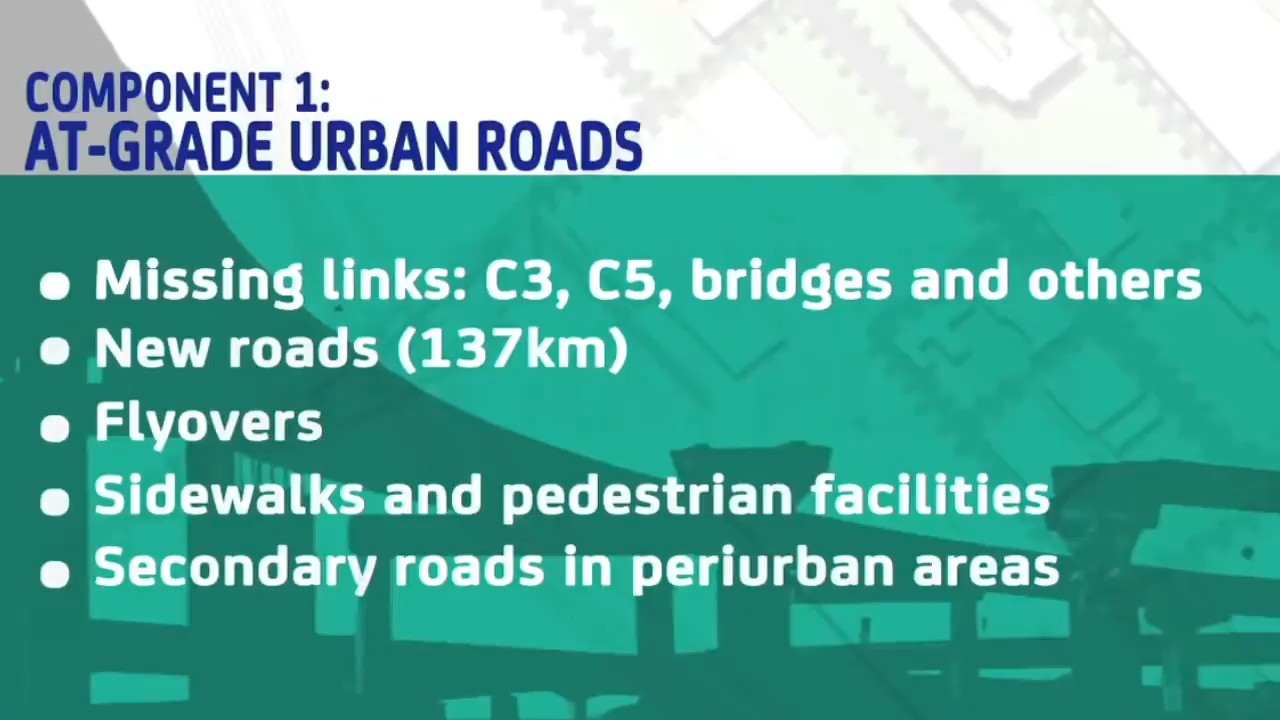 COMPONENT 1:
AT-GRADE URBAN ROADS
• Missing links: C3, C5, bridges and others
• New roads (137km)
• Flyovers
• Sidewalks and pedestrian facilities
• Secondary roads in periurban areas